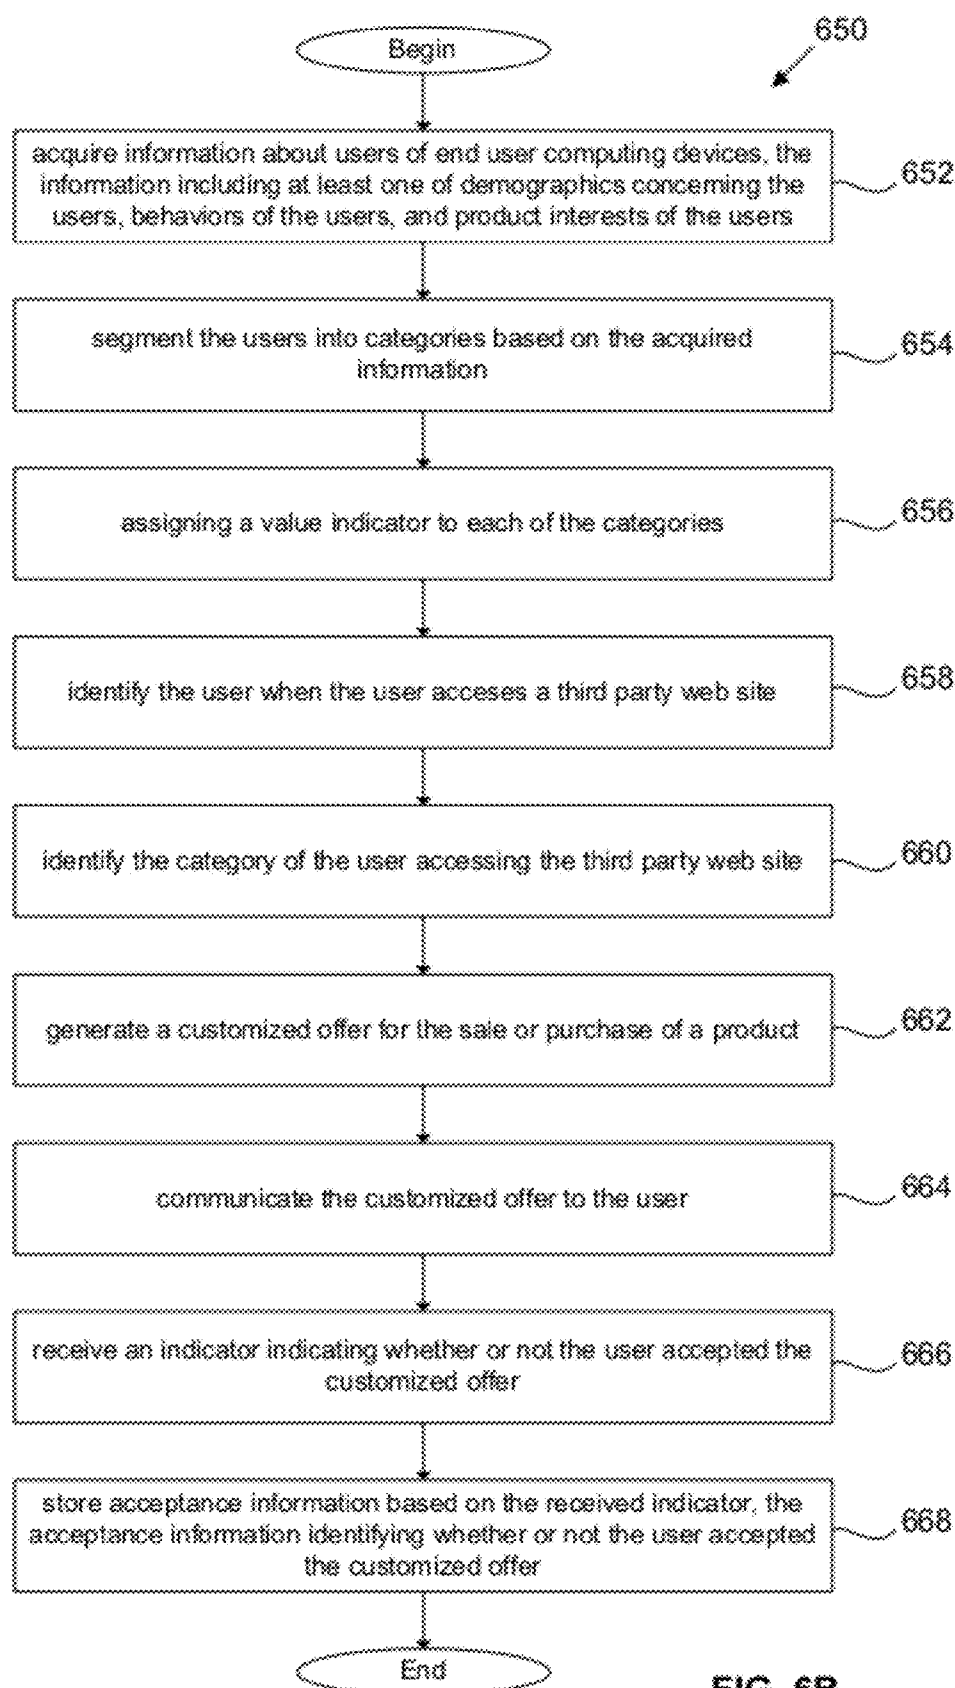 650
Begin
acquire information about users of end user computing devices, the
information including at least one of demographics concerning the
users, behaviors of the users, and product interests of the users
652
segment the users into categories based on the acquired
information
654
assigning a value indicator to each of the categories
656
identify the user when the user acceses a third party web site
658
identify the category of the user accessing the third party web site
660
generate a customized offer for the sale or purchase of a product
662
communicate the customized offer to the user
664
receive an indicator indicating whether or not the user accepted the
customized offer
666
store acceptance information based on the received indicator, the
acceptance information identifying whether or not the user accepted
the customized offer
668
End
FIG. 6B